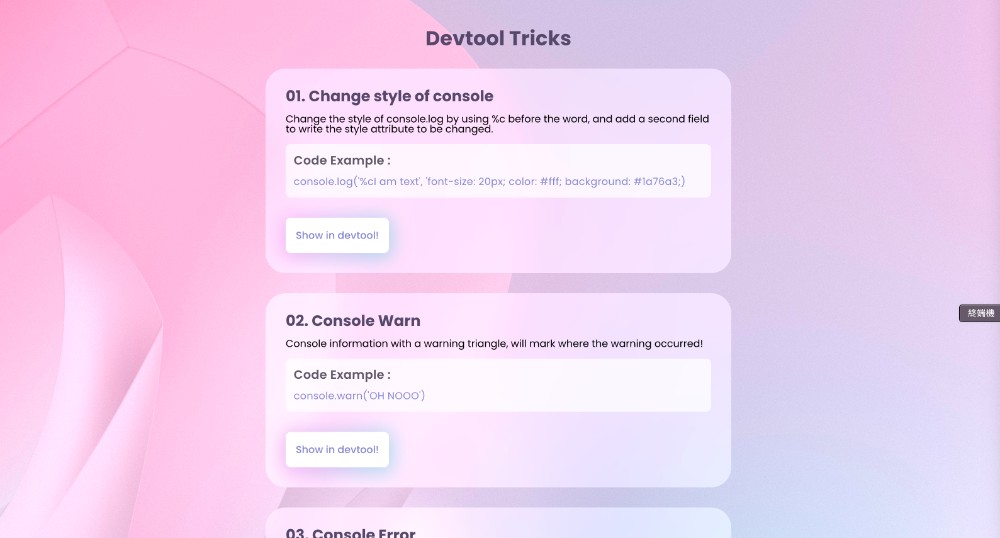 Devtool Tricks
01. Change style of console
Change the style of console.log by using %c before the word, and add a second field
to write the style attribute to be changed.
Code Example :
console.log('%cI am text', 'font-size: 20px; color: #fff; background: #1a76a3;)
Show in devtool!
02. Console Warn
Console information with a warning triangle, will mark where the warning occurred!
Code Example :
console.warn('OH NOOO')
Show in devtool!
終端機
03. Console Error